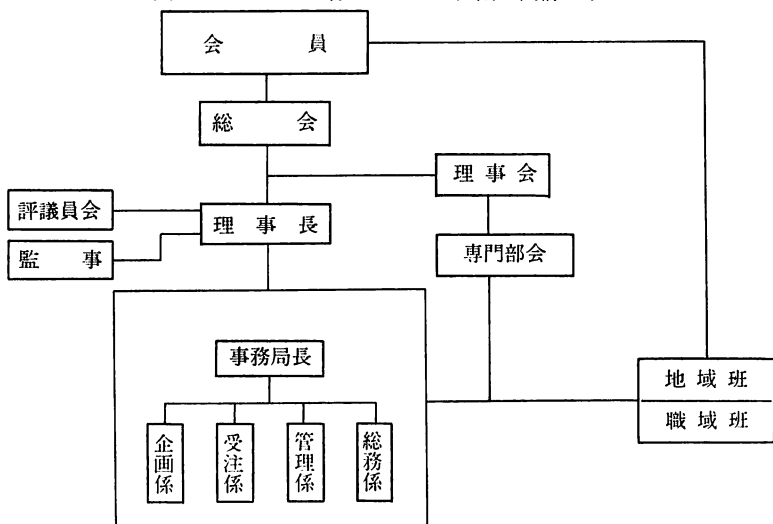 会員
総会
理事会
評議員会
理事長
監事
専門部会
事務局長
地域班
職域班
企画係
受注係
管理係
総務係